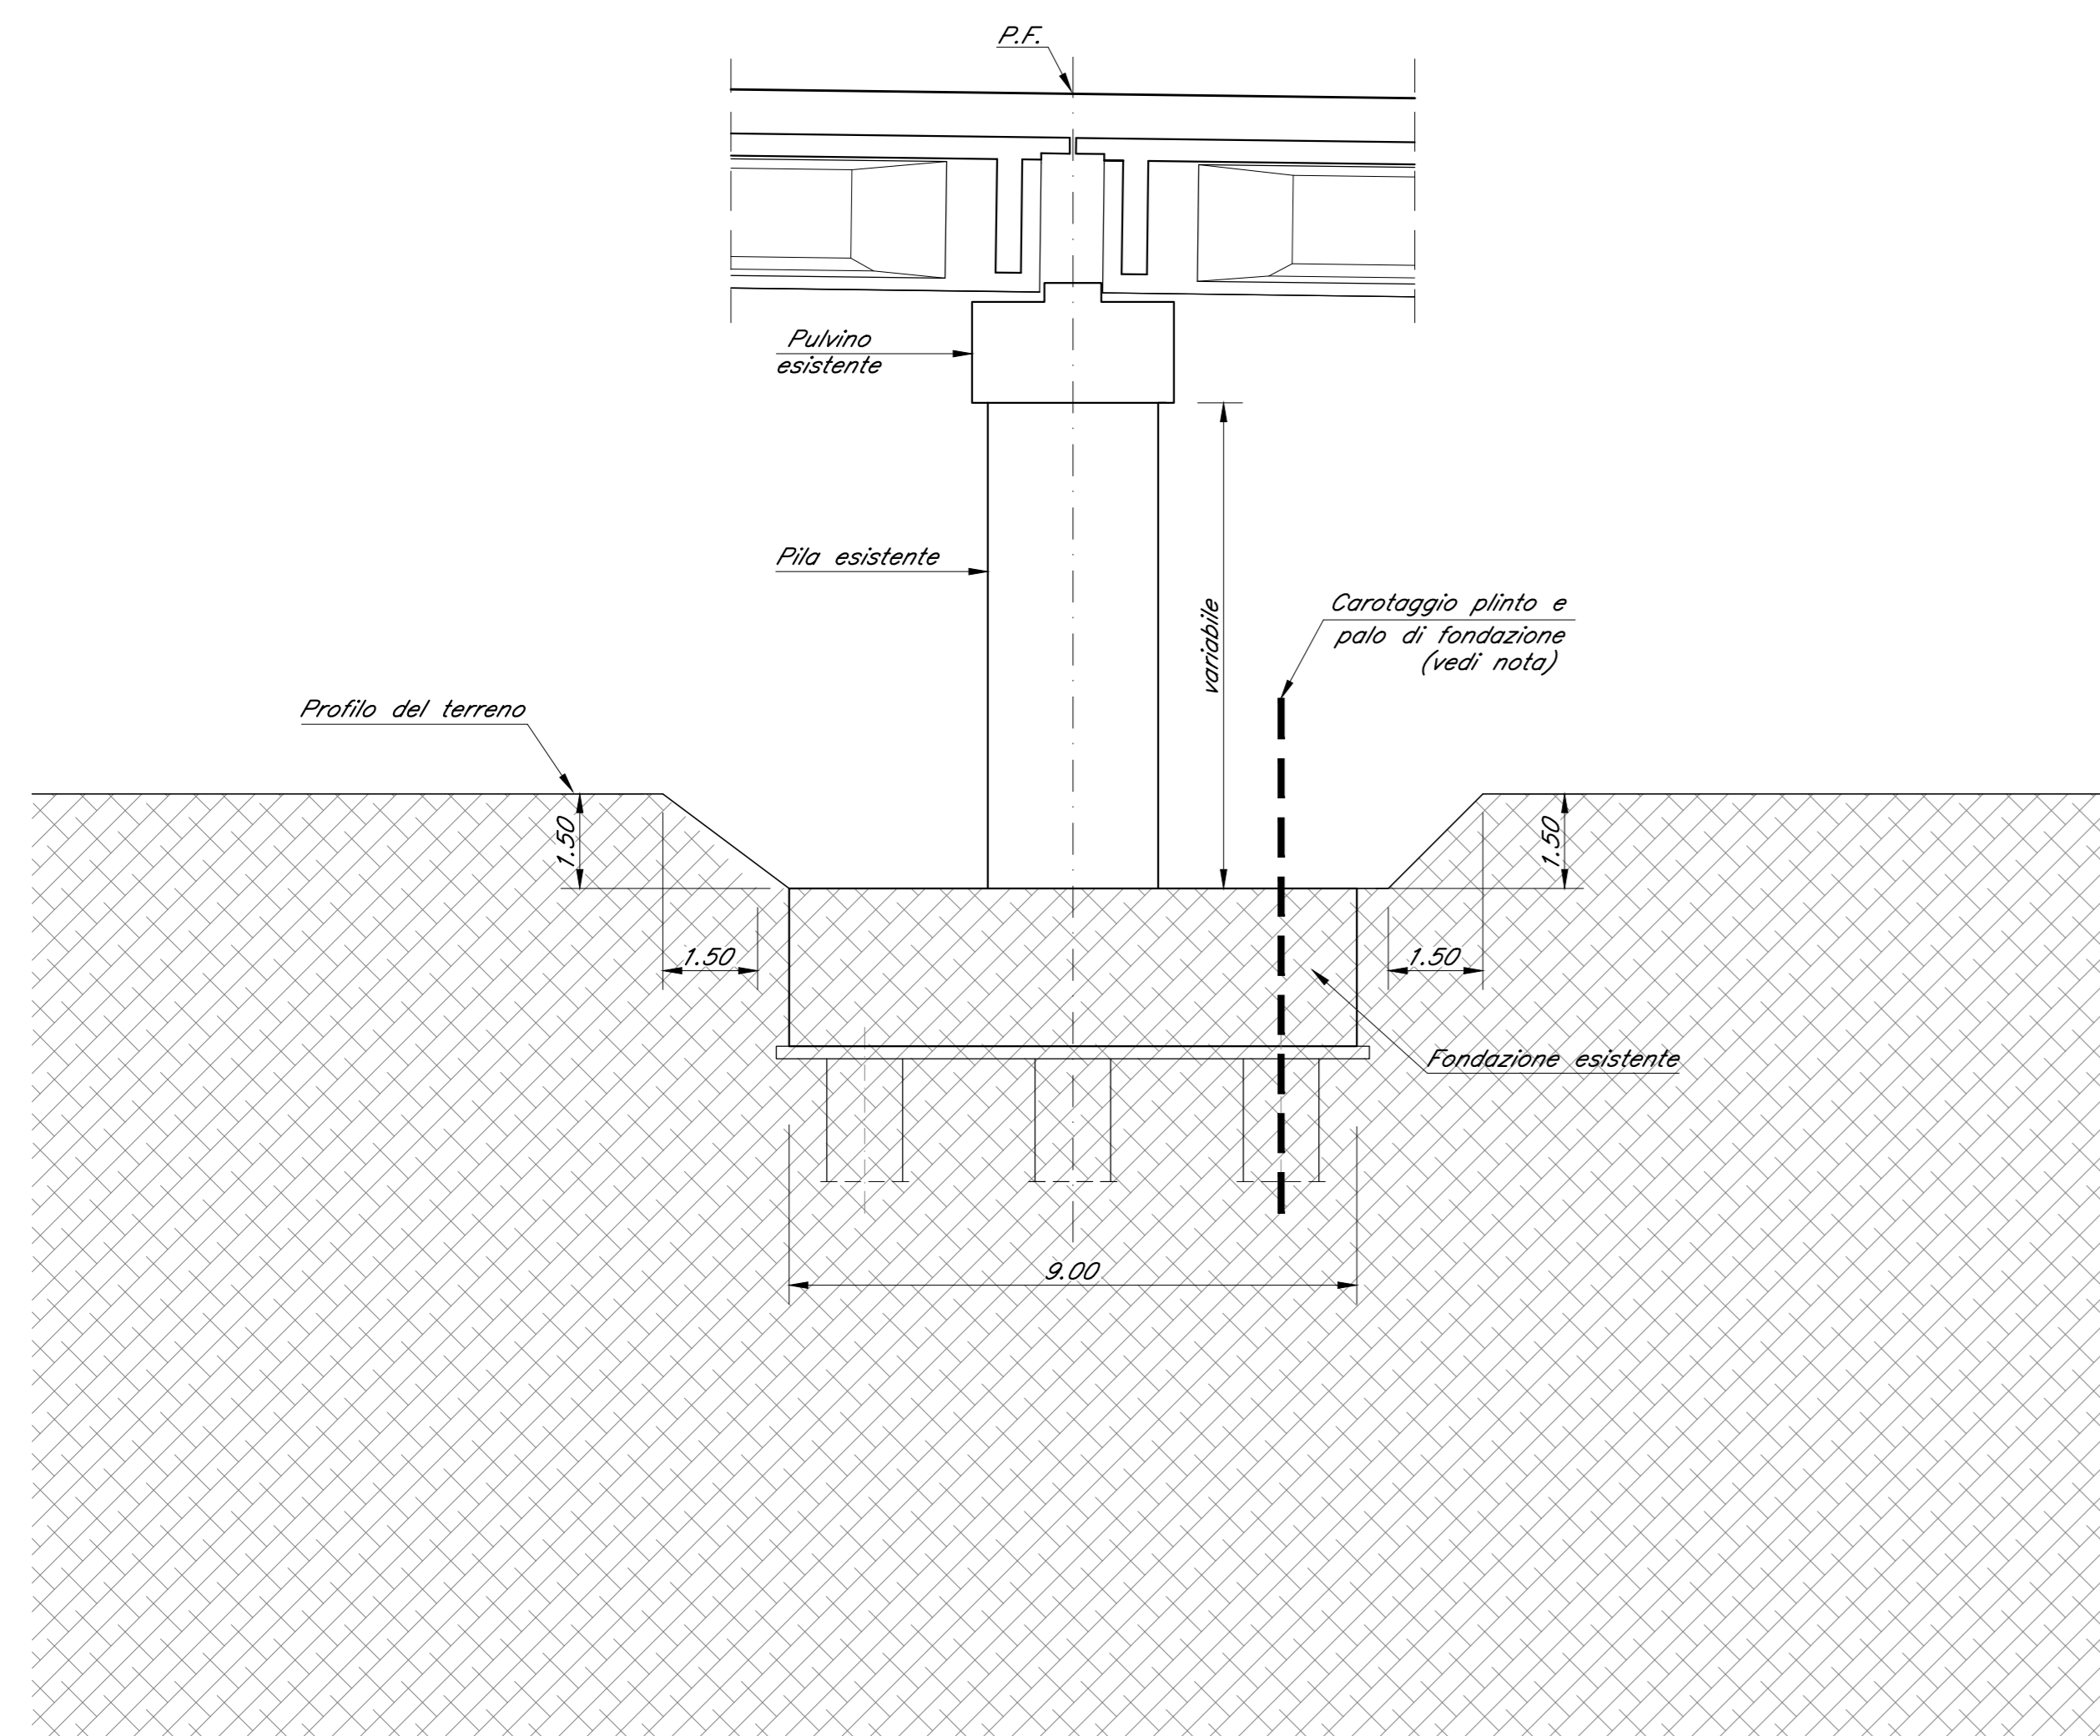 P.F.
Pulvino
esistente
Pila esistente
variabile
Carotaggio plinto e
palo di fondazione
(vedi nota)
Profilo del terreno
1.50
1.50
1.50
1.50
Fondazione esistente
9.00